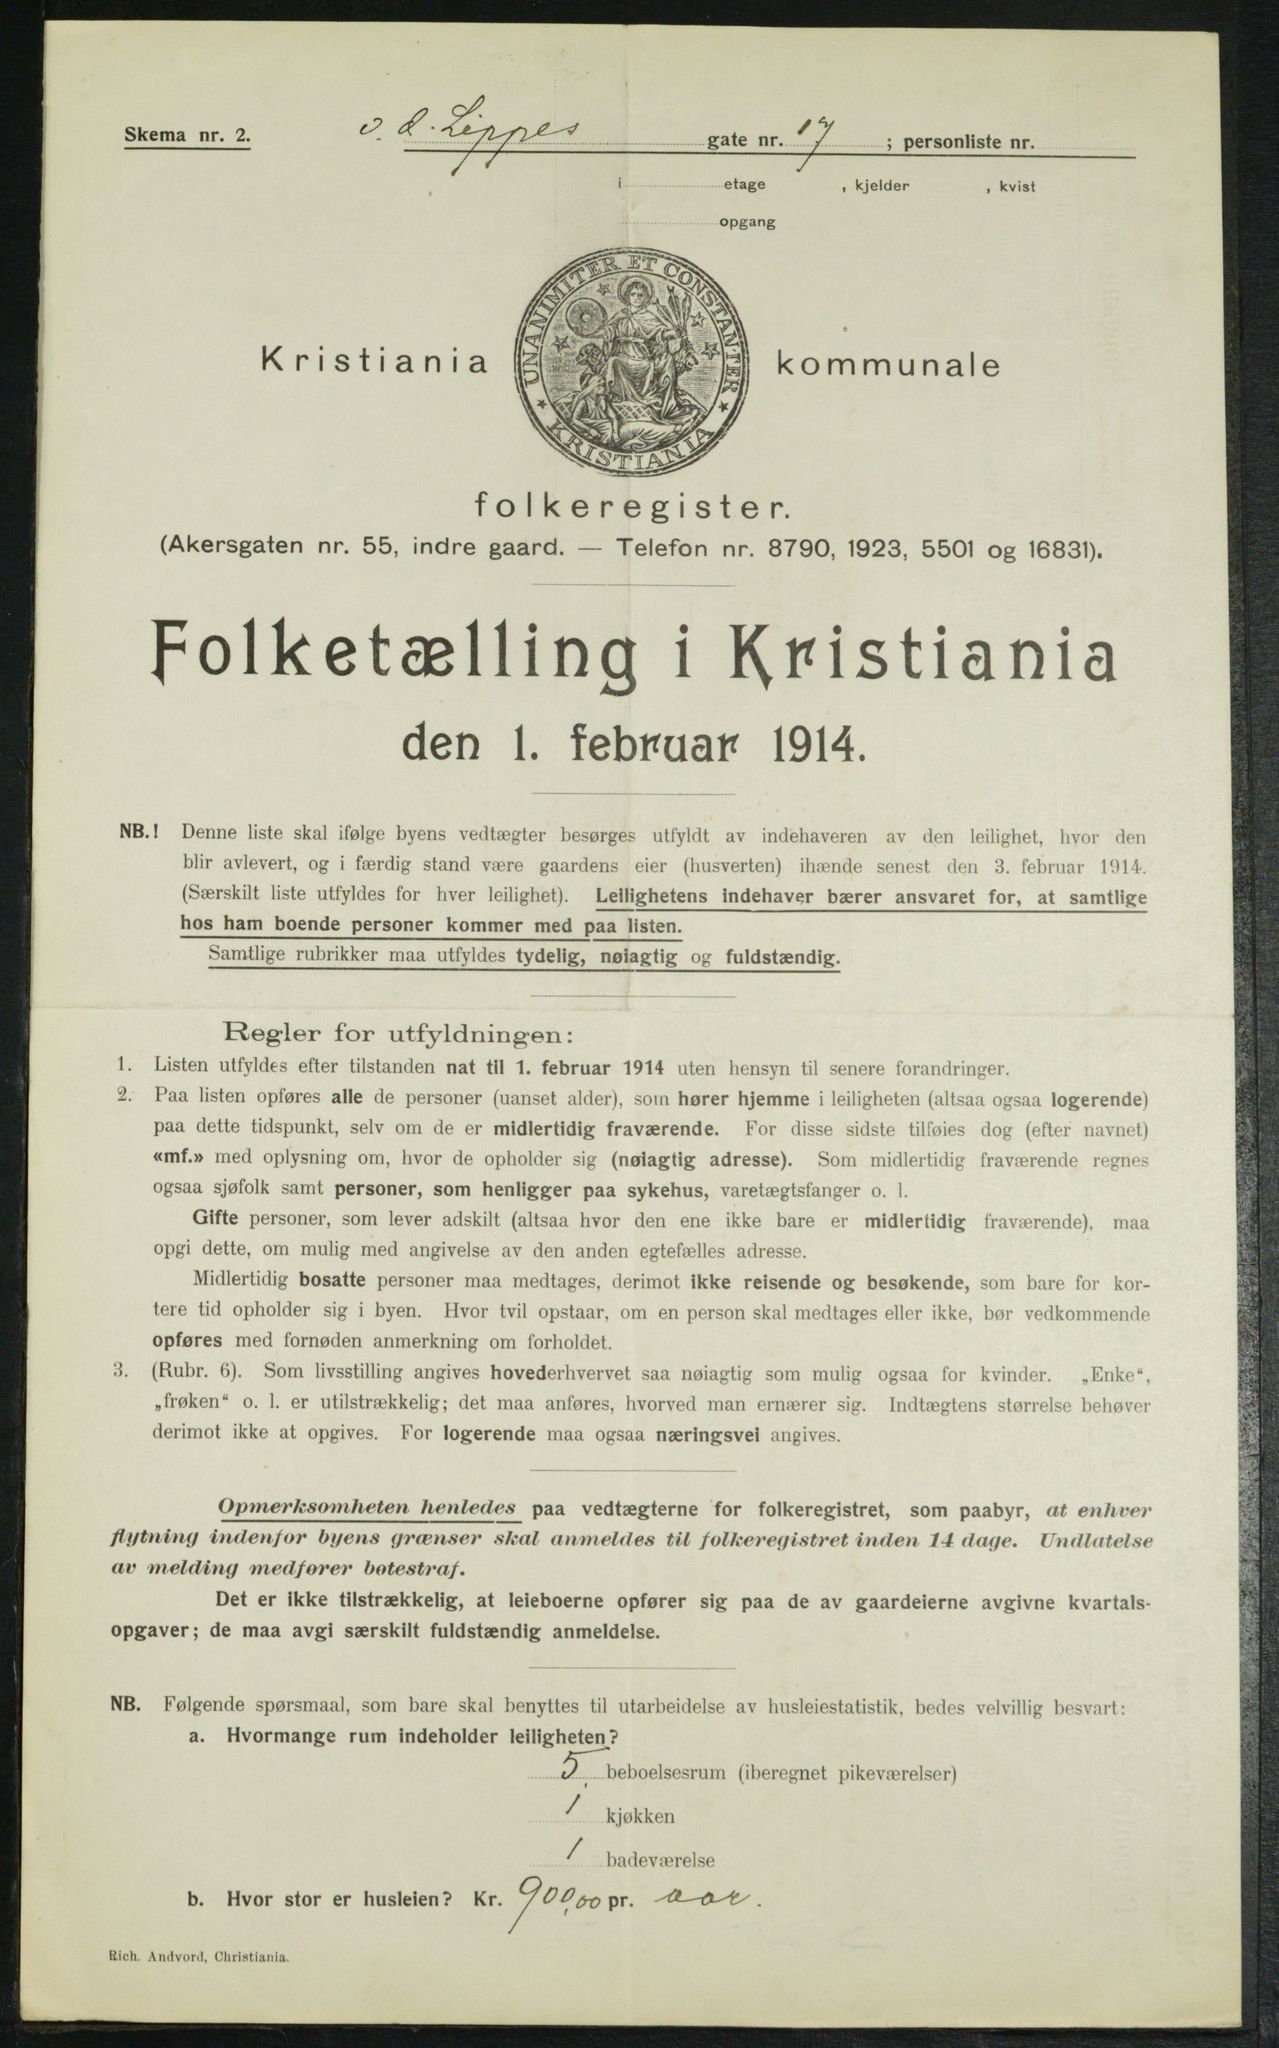 Skema nr. 2. v. d. Lippes gate nr. 17 ; personliste nr.
i etage , kjelder , kvist
opgang
UNANIMITER ET CONSTANTER
KRISTIANIA
Kristiania kommunale
folkeregister.
(Akersgaten nr. 55, indre gaard. — Telefon nr. 8790, 1923, 5501 og 16831).
Folketælling i Kristiania
den 1. februar 1914.
NB.! Denne liste skal ifølge byens vedtægter besørges utfyldt av indehaveren av den leilighet, hvor den
blir avlevert, og i færdig stand være gaardens eier (husverten) ihænde senest den 3. februar 1914.
(Særskilt liste utfyldes for hver leilighet). Leilighetens indehaver bærer ansvaret for, at samtlige
hos ham boende personer kommer med paa listen.
Samtlige rubrikker maa utfyldes tydelig, nøiagtig og fuldstændig.
Regler for utfyldningen:
1. Listen utfyldes efter tilstanden nat til 1. februar 1914 uten hensyn til senere forandringer.
2. Paa listen opføres alle de personer (uanset alder), som hører hjemme i leiligheten (altsaa ogsaa logerende)
paa dette tidspunkt, selv om de er midlertidig fraværende. For disse sidste tilføies dog (efter navnet)
«mf.» med oplysning om, hvor de opholder sig (nøiagtig adresse). Som midlertidig fraværende regnes
ogsaa sjøfolk samt personer, som henligger paa sykehus, varetægtsfanger o. l.
Gifte personer, som lever adskilt (altsaa hvor den ene ikke bare er midlertidig fraværende), maa
opgi dette, om mulig med angivelse av den anden egtefælles adresse.
Midlertidig bosatte personer maa medtages, derimot ikke reisende og besøkende, som bare for kor-
tere tid opholder sig i byen. Hvor tvil opstaar, om en person skal medtages eller ikke, bør vedkommende
opføres med fornøden anmerkning om forholdet.
3. (Rubr. 6). Som livsstilling angives hovederhvervet saa nøiagtig som mulig ogsaa for kvinder. „Enke“,
„frøken“ o. l. er utilstrækkelig; det maa anføres, hvorved man ernærer sig. Indtægtens størrelse behøver
derimot ikke at opgives. For logerende maa ogsaa næringsvei angives.
Opmerksomheten henledes paa vedtægterne for folkeregistret, som paabyr, at enhver
flytning indenfor byens grænser skal anmeldes til folkeregistret inden 14 dage. Undlatelse
av melding medfører bøtestraf.
Det er ikke tilstrækkelig, at leieboerne opfører sig paa de av gaardeierne avgivne kvartals-
opgaver; de maa avgi særskilt fuldstændig anmeldelse.
NB. Følgende spørsmaal, som bare skal benyttes til utarbeidelse av husleiestatistik, bedes velvillig besvart:
a. Hvormange rum indeholder leiligheten?
5 beboelsesrum (iberegnet pikeværelser)
1 kjøkken
1 badeværelse
b. Hvor stor er husleien? Kr. 900,00 pr. aar.
Rich. Andvord, Christiania.